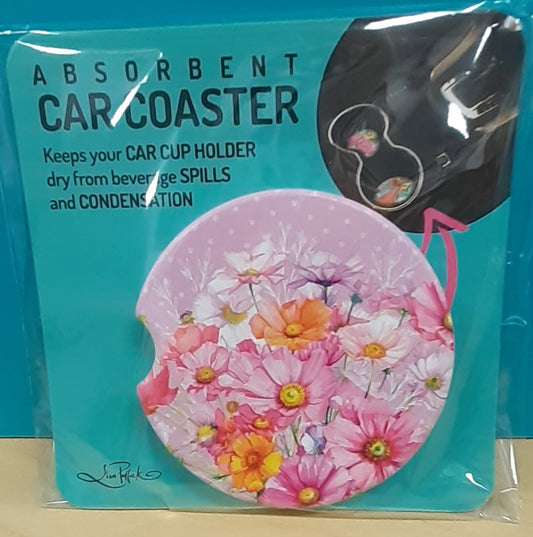 ABSORBENT
CAR COASTER
Keeps your CAR CUP HOLDER
dry from beverage SPILLS
and CONDENSATION